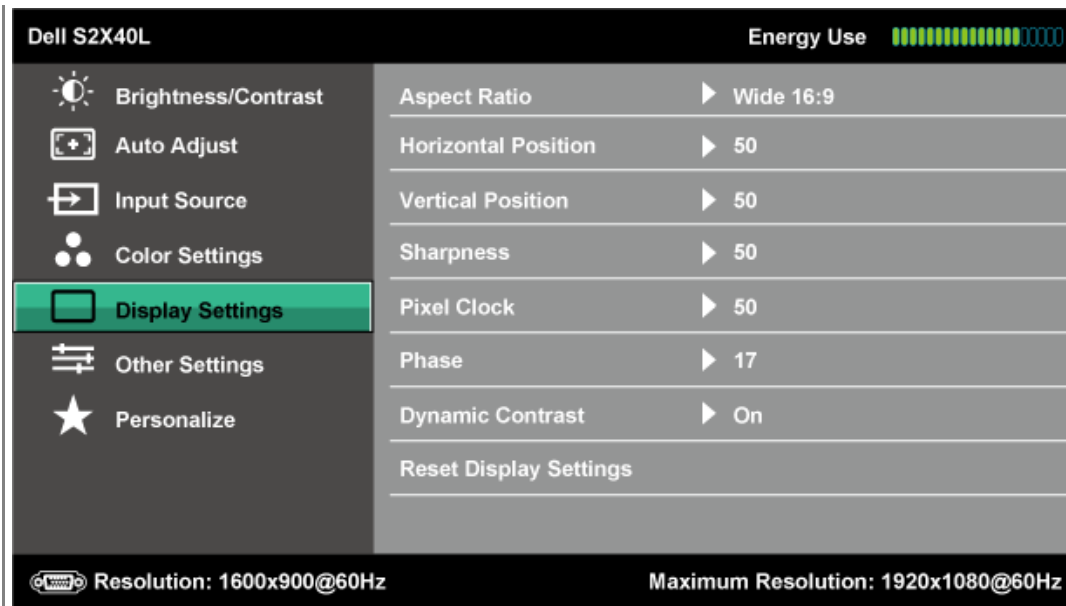 Dell S2X40L Energy Use
Brightness/Contrast
Auto Adjust
Input Source
Color Settings
Display Settings
Other Settings
Personalize
Aspect Ratio Wide 16:9
Horizontal Position 50
Vertical Position 50
Sharpness 50
Pixel Clock 50
Phase 17
Dynamic Contrast On
Reset Display Settings
Resolution: 1600x900@60Hz Maximum Resolution: 1920x1080@60Hz